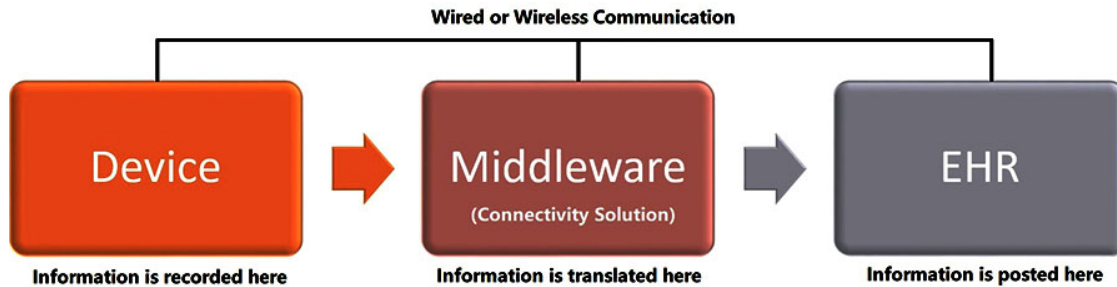 Wired or Wireless Communication
Device
Middleware
(Connectivity Solution)
EHR
Information is recorded here
Information is translated here
Information is posted here